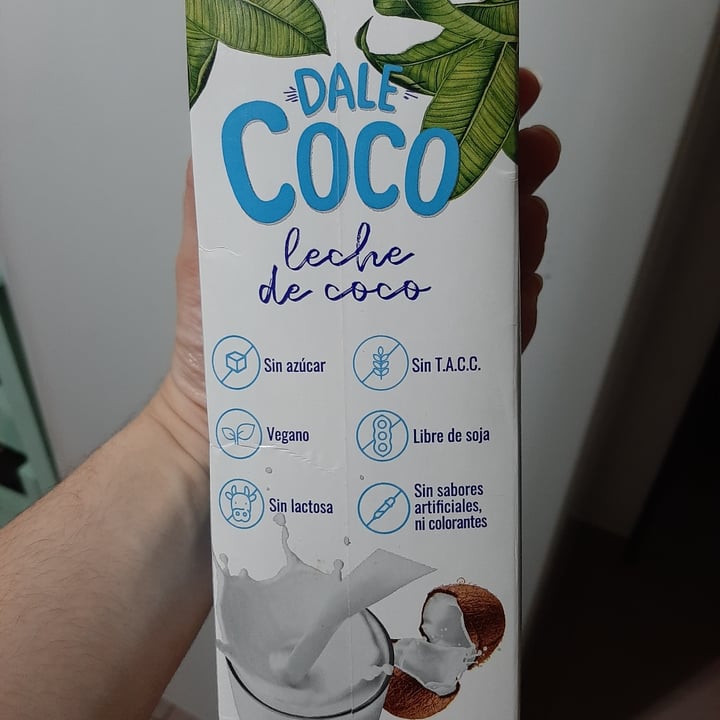 DALE
COCO
leche
de coco
Sin azúcar
Sin T.A.C.C.
Vegano
Libre de soja
Sin lactosa
Sin sabores
artificiales,
ni colorantes